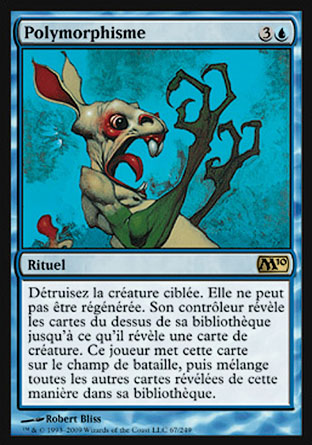 Polymorphisme 3
Rituel M10
Détruisez la créature ciblée. Elle ne peut
pas être régénérée. Son contrôleur révèle
les cartes du dessus de sa bibliothèque
jusqu'à ce qu'il révèle une carte de
créature. Ce joueur met cette carte
sur le champ de bataille, puis mélange
toutes les autres cartes révélées de cette
manière dans sa bibliothèque.
Robert Bliss
™ & © 1993–2009 Wizards of the Coast LLC 67/249